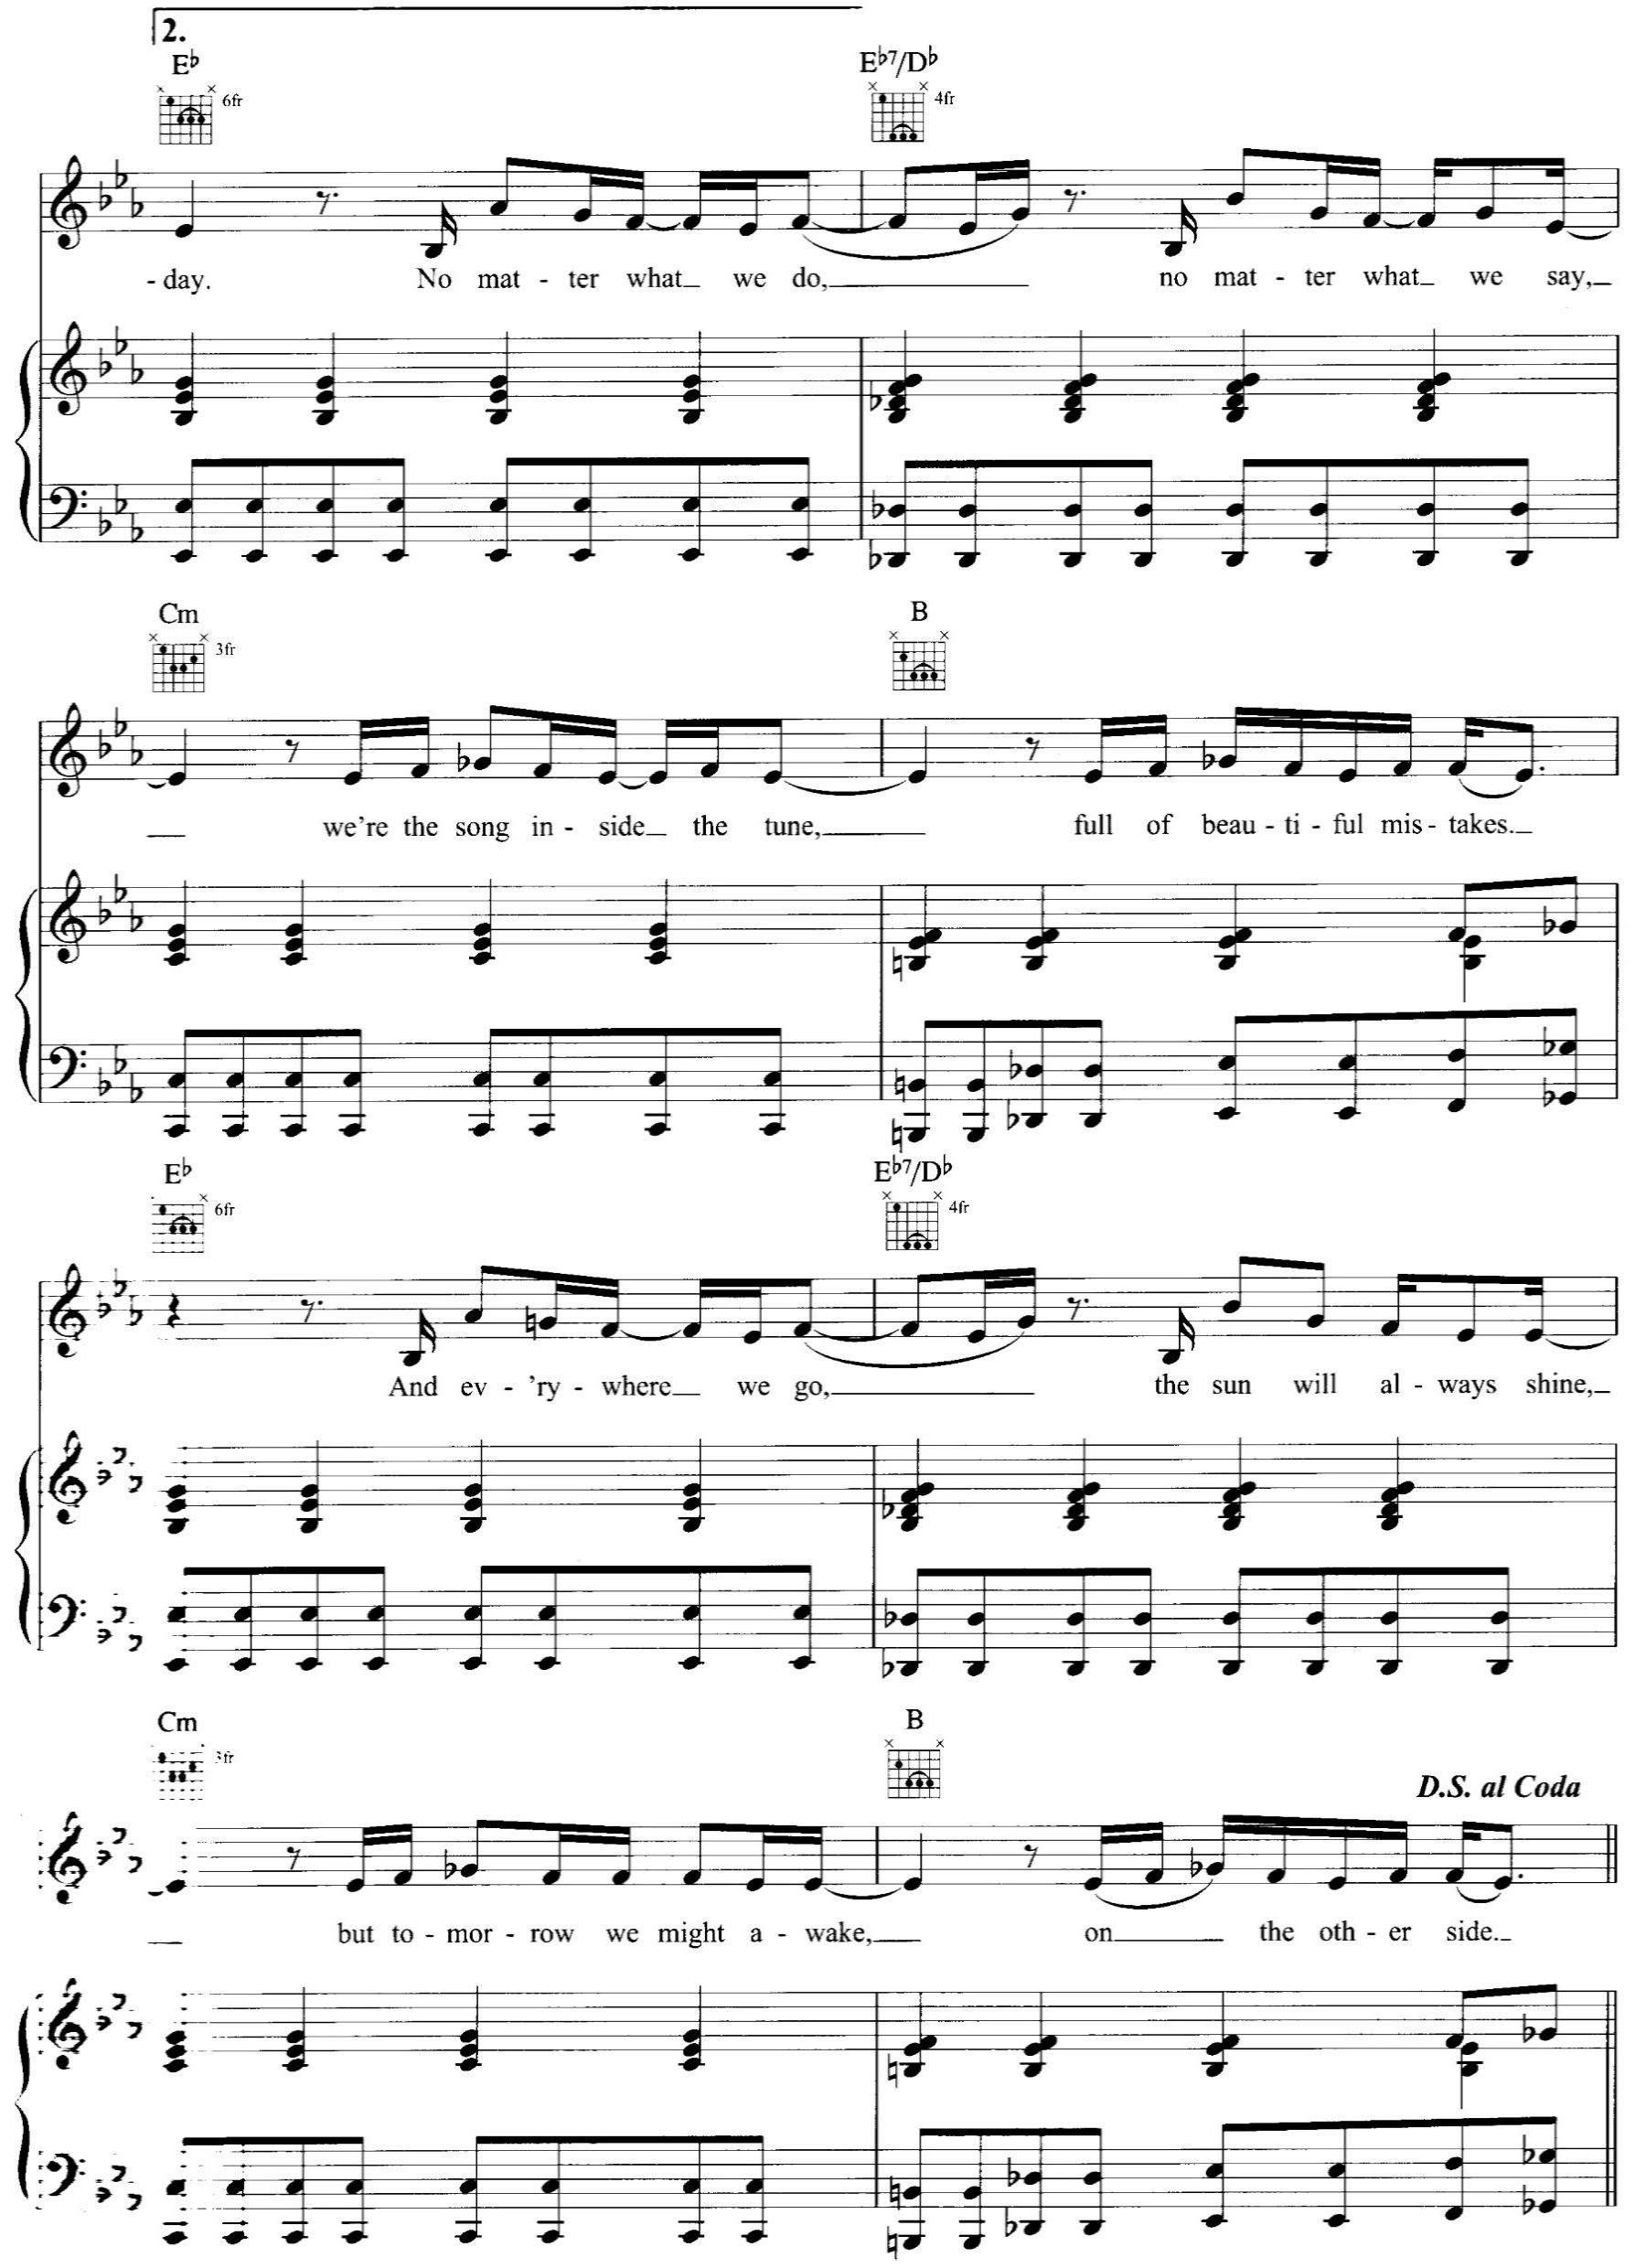 2.
E♭ E♭7/D♭
6fr 4fr
- day. No mat - ter what we do, no mat - ter what we say,
Cm B
3fr
we're the song in - side the tune, full of beau - ti - ful mis - takes.
E♭ E♭7/D♭
6fr 4fr
And ev - 'ry - where we go, the sun will al - ways shine,
Cm B
3fr
D.S. al Coda
but to - mor - row we might a - wake, on the oth - er side.